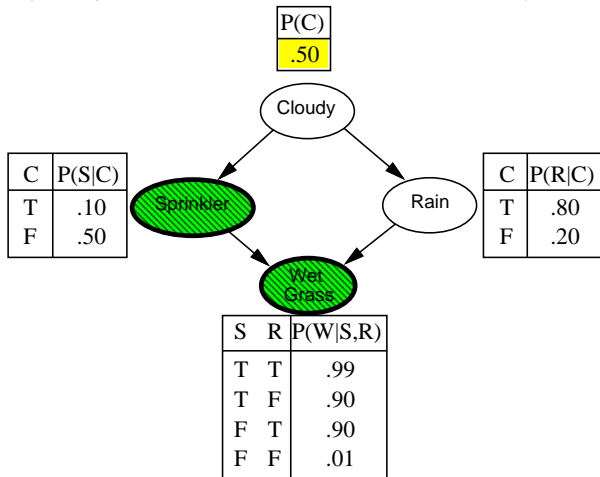 P(C)
.50
Cloudy
C P(S|C)
T .10
F .50
Sprinkler
Rain
C P(R|C)
T .80
F .20
Wet
Grass
S R P(W|S,R)
T T .99
T F .90
F T .90
F F .01